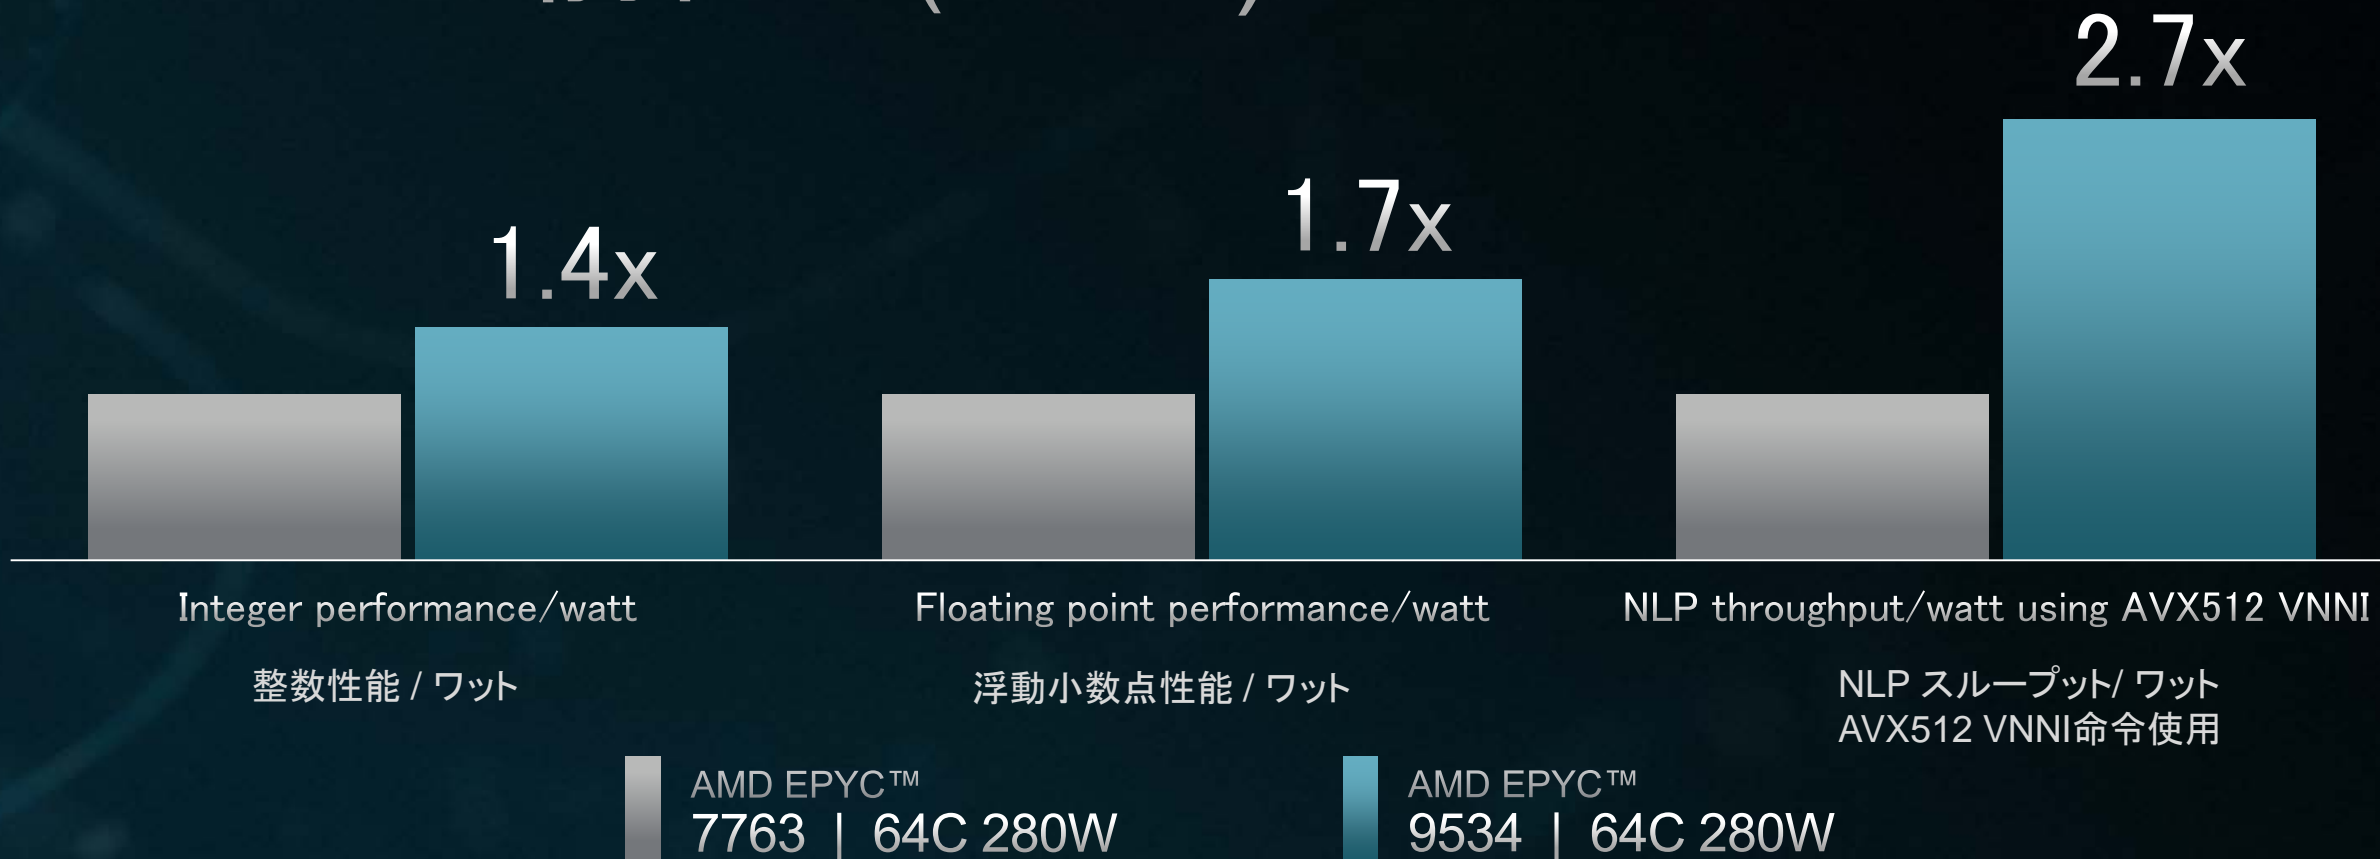 2.7x
1.7x
1.4x
Integer performance/watt
Floating point performance/watt
NLP throughput/watt using AVX512 VNNI
整数性能 / ワット
浮動小数点性能 / ワット
NLP スループット/ ワット
AVX512 VNNI命令使用
AMD EPYC™
7763 | 64C 280W
AMD EPYC™
9534 | 64C 280W